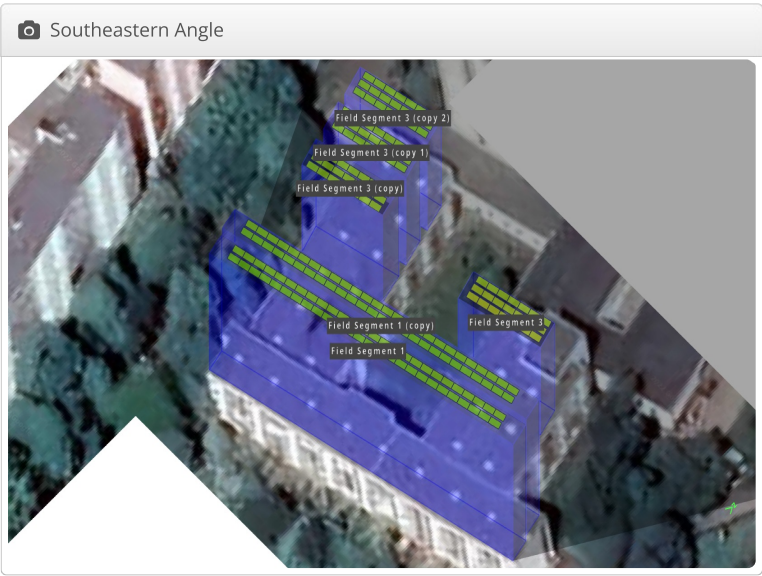 Southeastern Angle
Field Segment 3 (copy 2)
Field Segment 3 (copy 1)
Field Segment 3 (copy)
Field Segment 3
Field Segment 1 (copy)
Field Segment 1